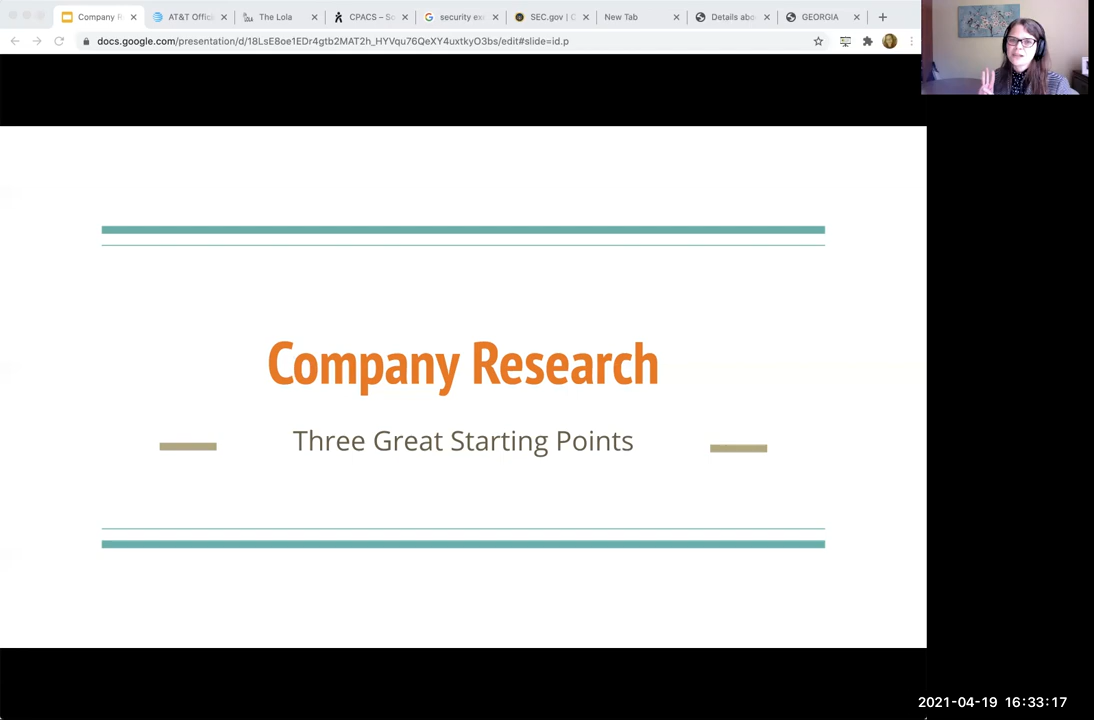 Company R
AT&T Offici
The Lola
CPACS – So
security ex
SEC.gov | 
New Tab
Details abo
GEORGIA
docs.google.com/presentation/d/18LsE8oe1EDr4gtb2MAT2h_HYVqu76QeXY4uxtkyO3bs/edit#slide=id.p
Company Research
Three Great Starting Points
2021-04-19 16:33:17